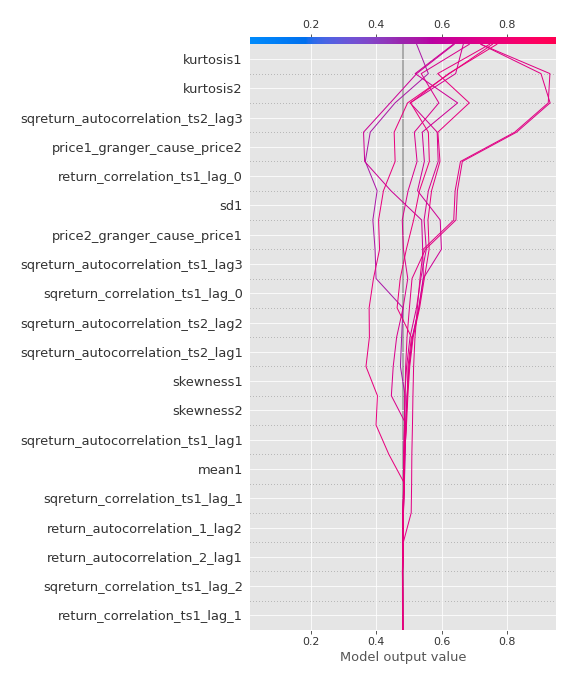 0.2 0.4 0.6 0.8
kurtosis1
kurtosis2
sqreturn_autocorrelation_ts2_lag3
price1_granger_cause_price2
return_correlation_ts1_lag_0
sd1
price2_granger_cause_price1
sqreturn_autocorrelation_ts1_lag3
sqreturn_correlation_ts1_lag_0
sqreturn_autocorrelation_ts2_lag2
sqreturn_autocorrelation_ts2_lag1
skewness1
skewness2
sqreturn_autocorrelation_ts1_lag1
mean1
sqreturn_correlation_ts1_lag_1
return_autocorrelation_1_lag2
return_autocorrelation_2_lag1
sqreturn_correlation_ts1_lag_2
return_correlation_ts1_lag_1
0.2 0.4 0.6 0.8
Model output value